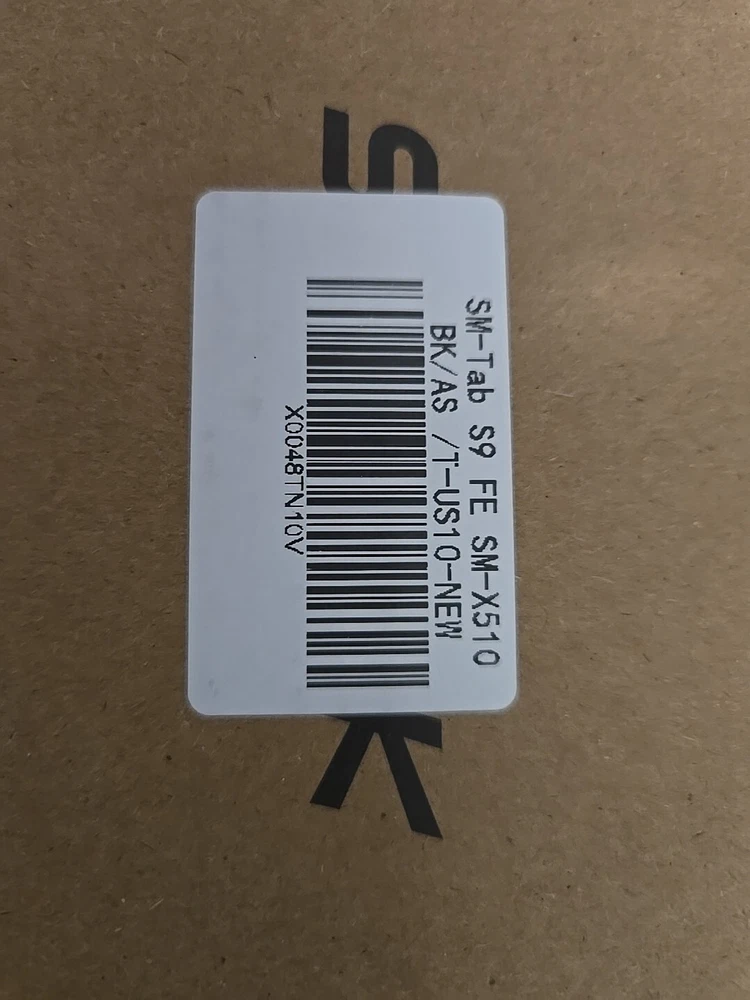 SM-Tab S9 FE SM-X510
BK/AS /T-US10-NEW
X0048TN10V